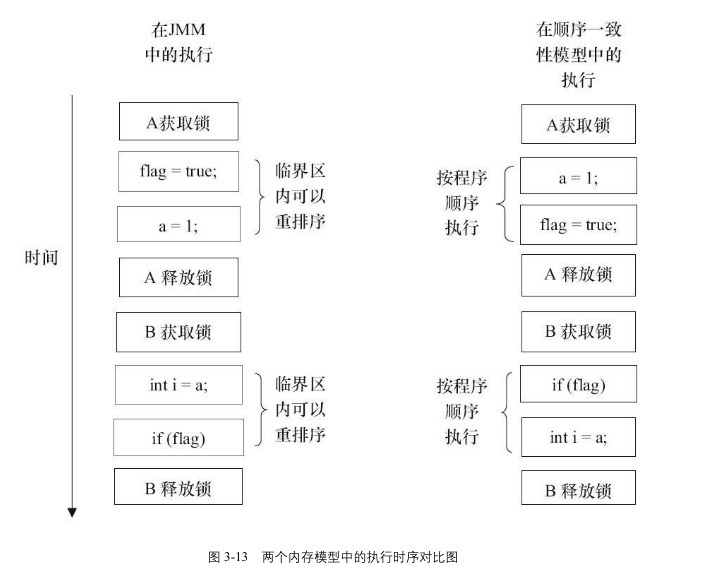 在JMM
中的执行
A获取锁
flag = true;
a = 1;
临界区
内可以
重排序
A 释放锁
B 获取锁
int i = a;
if (flag)
临界区
内可以
重排序
B 释放锁
时间
在顺序一致
性模型中的
执行
A获取锁
按程序
顺序
执行
a = 1;
flag = true;
A 释放锁
B 获取锁
按程序
顺序
执行
if (flag)
int i = a;
B 释放锁
图 3-13 两个内存模型中的执行时序对比图